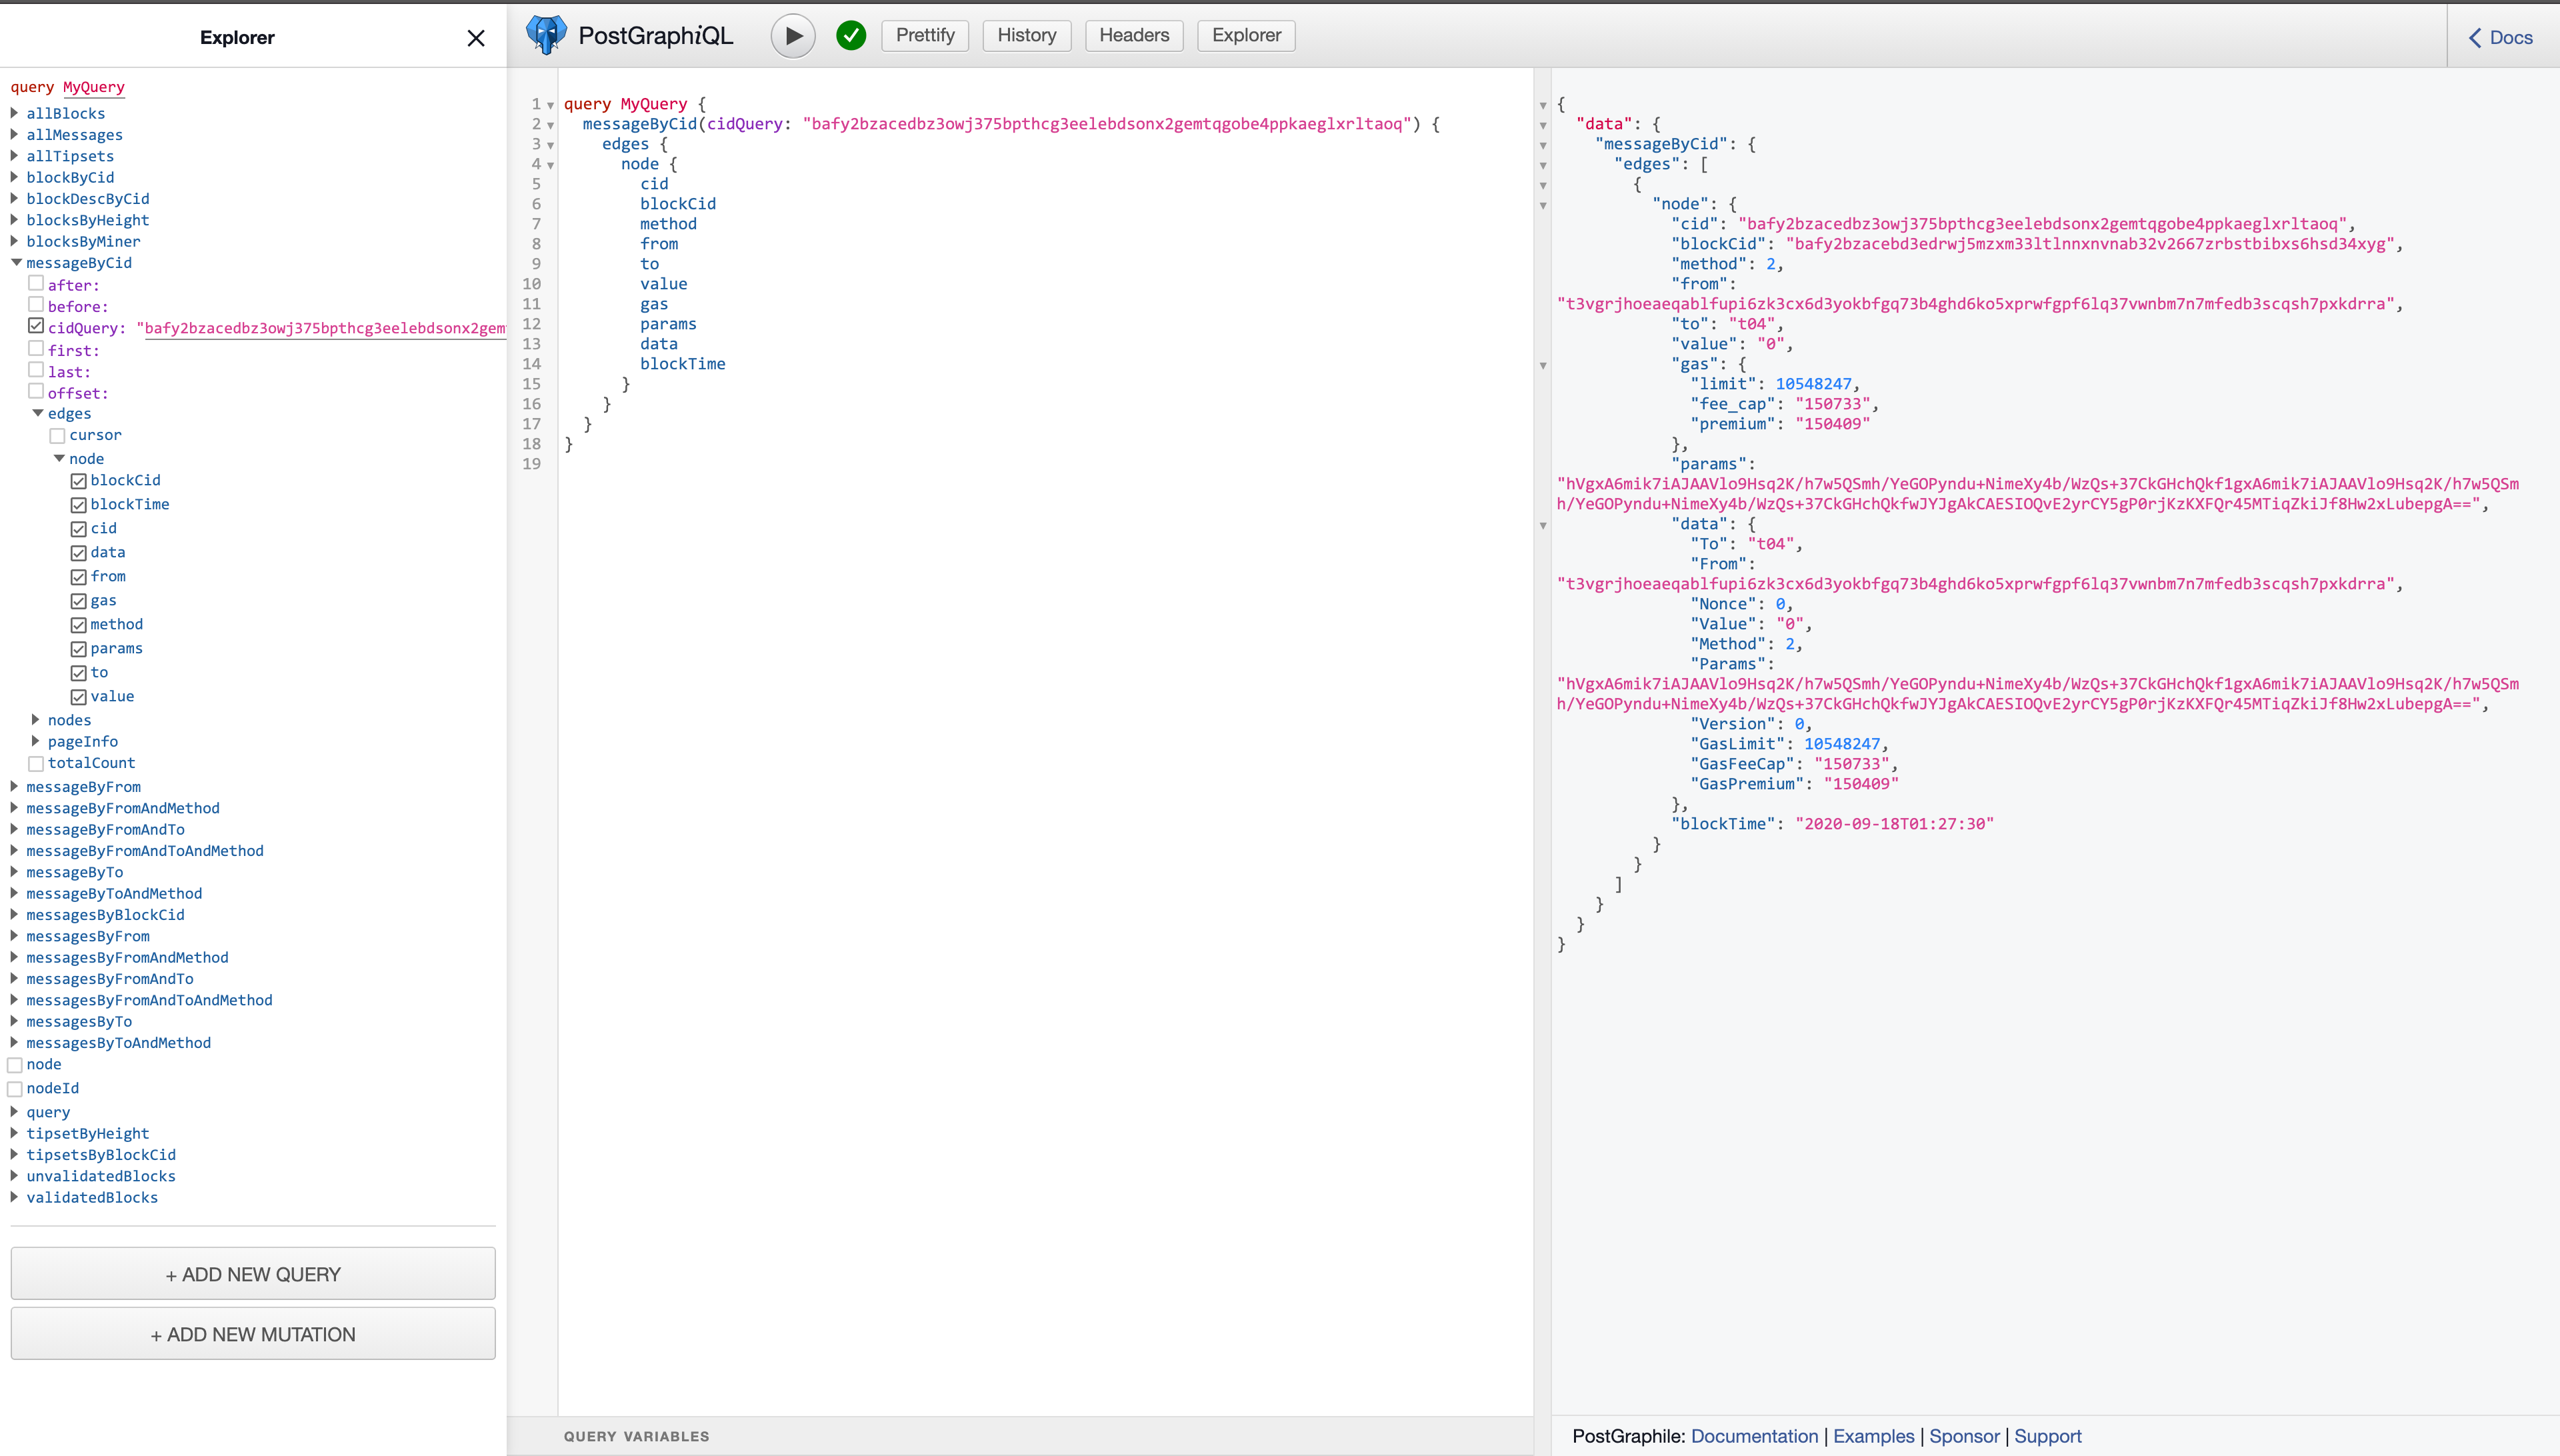 Explorer
query MyQuery
allBlocks
allMessages
allTipsets
blockByCid
blockDescByCid
blocksByHeight
blocksByMiner
messageByCid
after:
before:
cidQuery: "bafy2bzacedbz3owj375bpthcg3eelebdsonx2gem
first:
last:
offset:
edges
cursor
node
blockCid
blockTime
cid
data
from
gas
method
params
to
value
nodes
pageInfo
totalCount
messageByFrom
messageByFromAndMethod
messageByFromAndTo
messageByFromAndToAndMethod
messageByTo
messageByToAndMethod
messagesByBlockCid
messagesByFrom
messagesByFromAndMethod
messagesByFromAndTo
messagesByFromAndToAndMethod
messagesByTo
messagesByToAndMethod
node
nodeId
query
tipsetByHeight
tipsetsByBlockCid
unvalidatedBlocks
validatedBlocks
+ ADD NEW QUERY
+ ADD NEW MUTATION
PostGraphiQL
Prettify
History
Headers
Explorer
Docs
1 query MyQuery {
2 messageByCid(cidQuery: "bafy2bzacedbz3owj375bpthcg3eelebdsonx2gemtqgobe4ppkaeglxrltaoq") {
3 edges {
4 node {
5 cid
6 blockCid
7 method
8 from
9 to
10 value
11 gas
12 params
13 data
14 blockTime
15 }
16 }
17 }
18 }
19
QUERY VARIABLES
{
"data": {
"messageByCid": {
"edges": [
{
"node": {
"cid": "bafy2bzacedbz3owj375bpthcg3eelebdsonx2gemtqgobe4ppkaeglxrltaoq",
"blockCid": "bafy2bzacebd3edrwj5mzxm33ltlnnxnvnab32v2667zrbstbibxs6hsd34xyg",
"method": 2,
"from":
"t3vgrjhoeaeqablfupi6zk3cx6d3yokbfgq73b4ghd6ko5xprwfgpf6lq37vwnbm7n7mfedb3scqsh7pxkdrra",
"to": "t04",
"value": "0",
"gas": {
"limit": 10548247,
"fee_cap": "150733",
"premium": "150409"
},
"params":
"hVgxA6mik7iAJAAVlo9Hsq2K/h7w5QSmh/YeGOPyndu+NimeXy4b/WzQs+37CkGHchQkf1gxA6mik7iAJAAVlo9Hsq2K/h7w5QSm
h/YeGOPyndu+NimeXy4b/WzQs+37CkGHchQkfwJYJgAkCAESIOQvE2yrCY5gP0rjKzKXFQr45MTiqZkiJf8Hw2xLubepgA==",
"data": {
"To": "t04",
"From":
"t3vgrjhoeaeqablfupi6zk3cx6d3yokbfgq73b4ghd6ko5xprwfgpf6lq37vwnbm7n7mfedb3scqsh7pxkdrra",
"Nonce": 0,
"Value": "0",
"Method": 2,
"Params":
"hVgxA6mik7iAJAAVlo9Hsq2K/h7w5QSmh/YeGOPyndu+NimeXy4b/WzQs+37CkGHchQkf1gxA6mik7iAJAAVlo9Hsq2K/h7w5QSm
h/YeGOPyndu+NimeXy4b/WzQs+37CkGHchQkfwJYJgAkCAESIOQvE2yrCY5gP0rjKzKXFQr45MTiqZkiJf8Hw2xLubepgA==",
"Version": 0,
"GasLimit": 10548247,
"GasFeeCap": "150733",
"GasPremium": "150409"
},
"blockTime": "2020-09-18T01:27:30"
}
}
]
}
}
}
PostGraphile: Documentation | Examples | Sponsor | Support